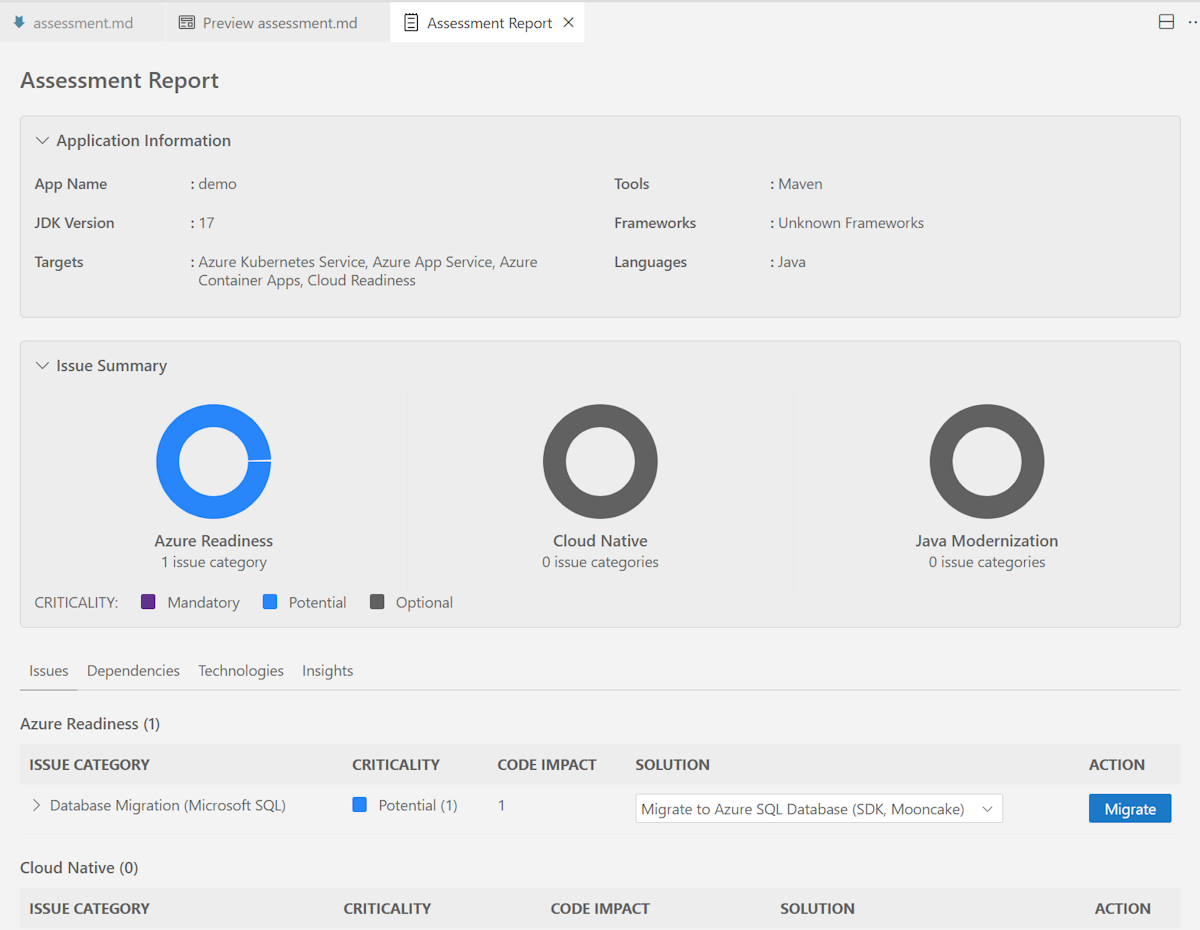 assessment.md
Preview assessment.md
Assessment Report
Assessment Report
Application Information
App Name : demo
Tools : Maven
JDK Version : 17
Frameworks : Unknown Frameworks
Targets : Azure Kubernetes Service, Azure App Service, Azure
Container Apps, Cloud Readiness
Languages : Java
Issue Summary
Azure Readiness
1 issue category
Cloud Native
0 issue categories
Java Modernization
0 issue categories
CRITICALITY: Mandatory Potential Optional
Issues Dependencies Technologies Insights
Azure Readiness (1)
ISSUE CATEGORY CRITICALITY CODE IMPACT SOLUTION ACTION
Database Migration (Microsoft SQL) Potential (1) 1 Migrate to Azure SQL Database (SDK, Mooncake) Migrate
Cloud Native (0)
ISSUE CATEGORY CRITICALITY CODE IMPACT SOLUTION ACTION